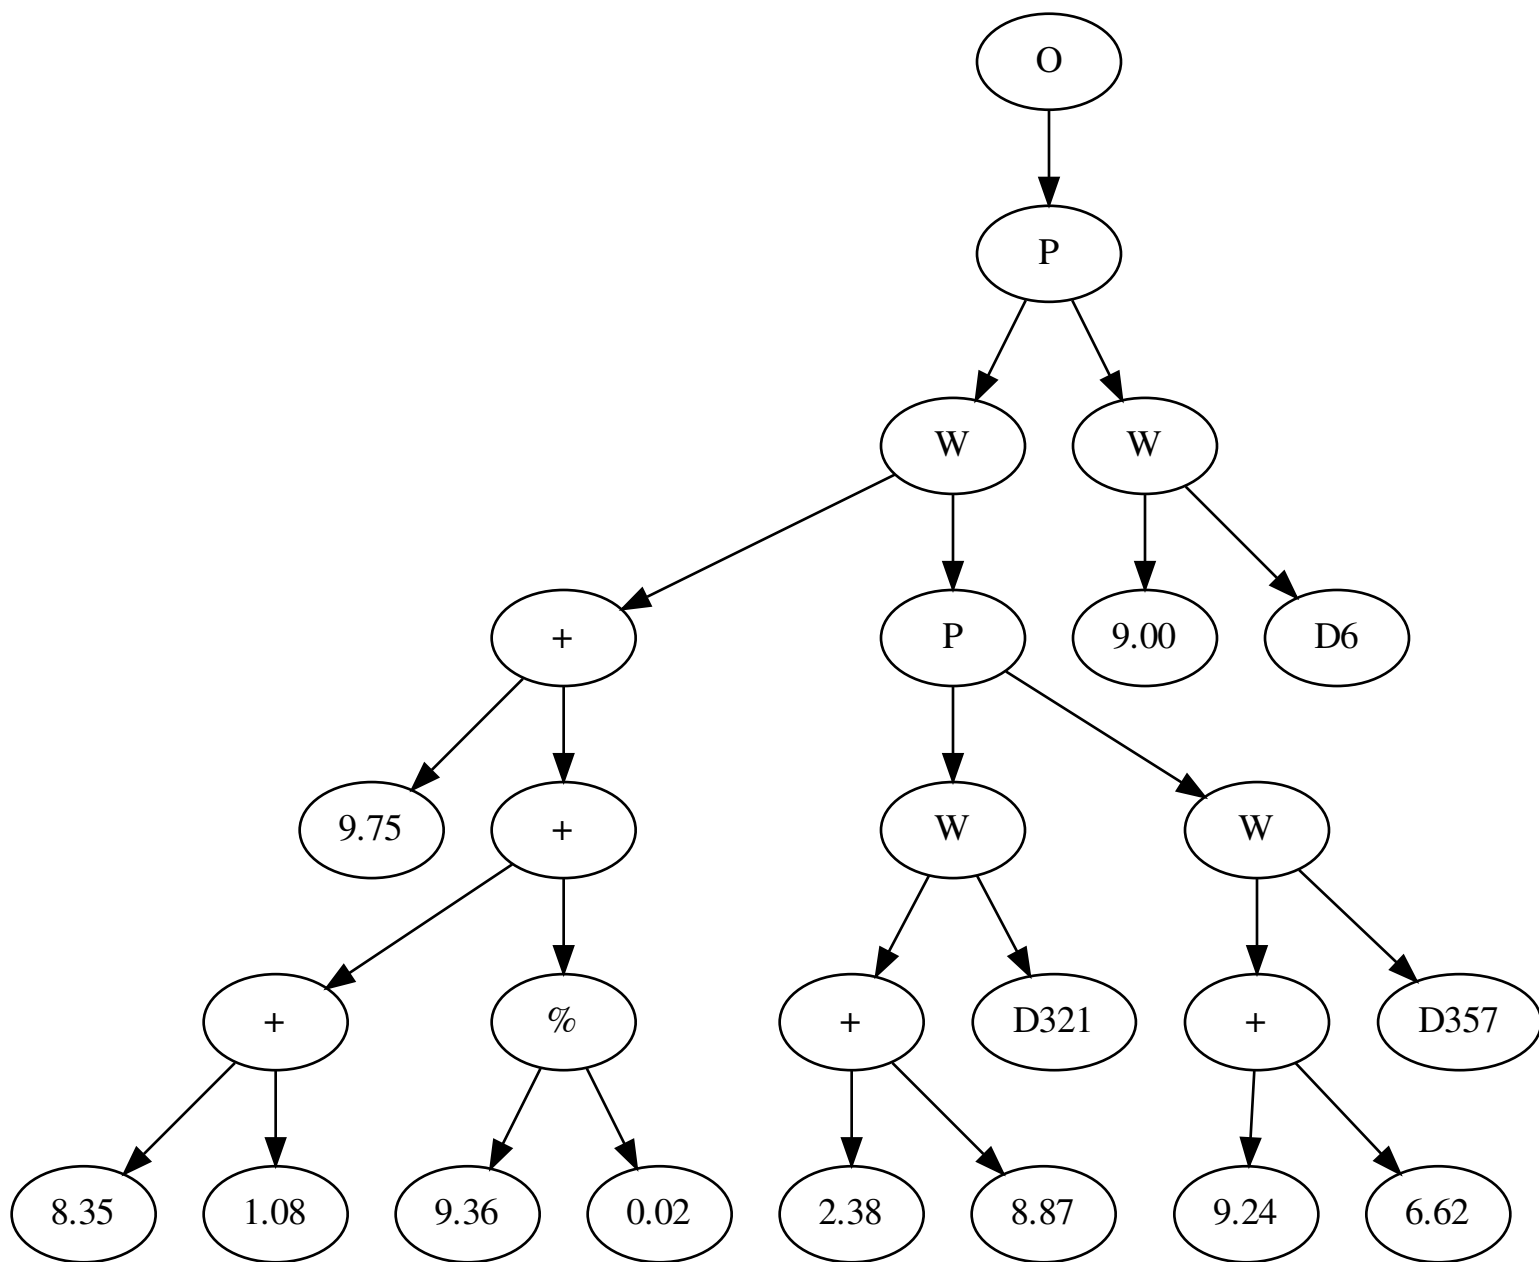 O
P
W W
+ P 9.00 D6
9.75 + W W
+ % + D321 + D357
8.35 1.08 9.36 0.02 2.38 8.87 9.24 6.62